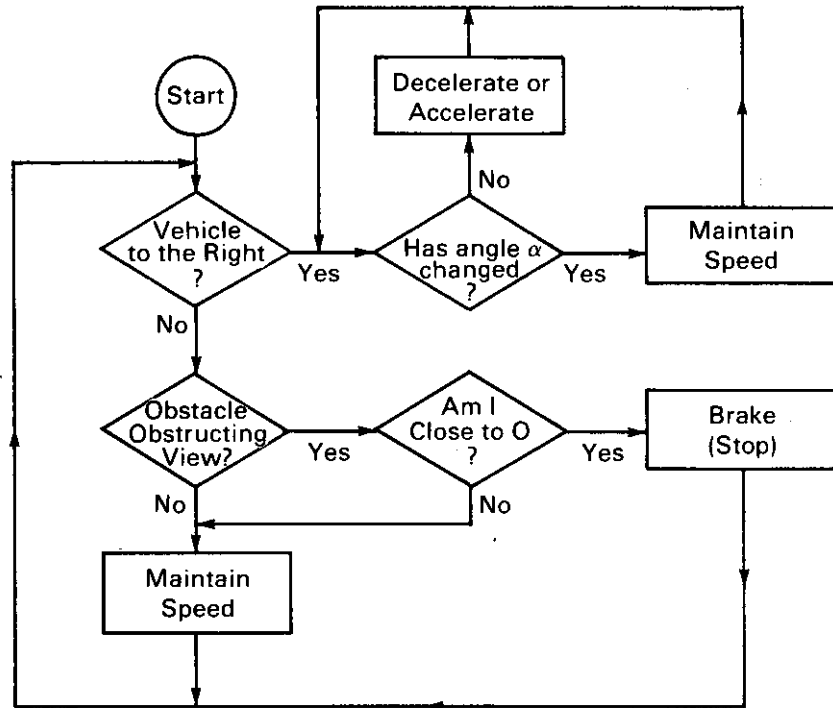 Start
Decelerate or
Accelerate
No
Vehicle
to the Right
?
Yes
Has angle α
changed
?
Yes
Maintain
Speed
No
Obstacle
Obstructing
View?
Yes
Am I
Close to O
?
Yes
Brake
(Stop)
No
No
Maintain
Speed